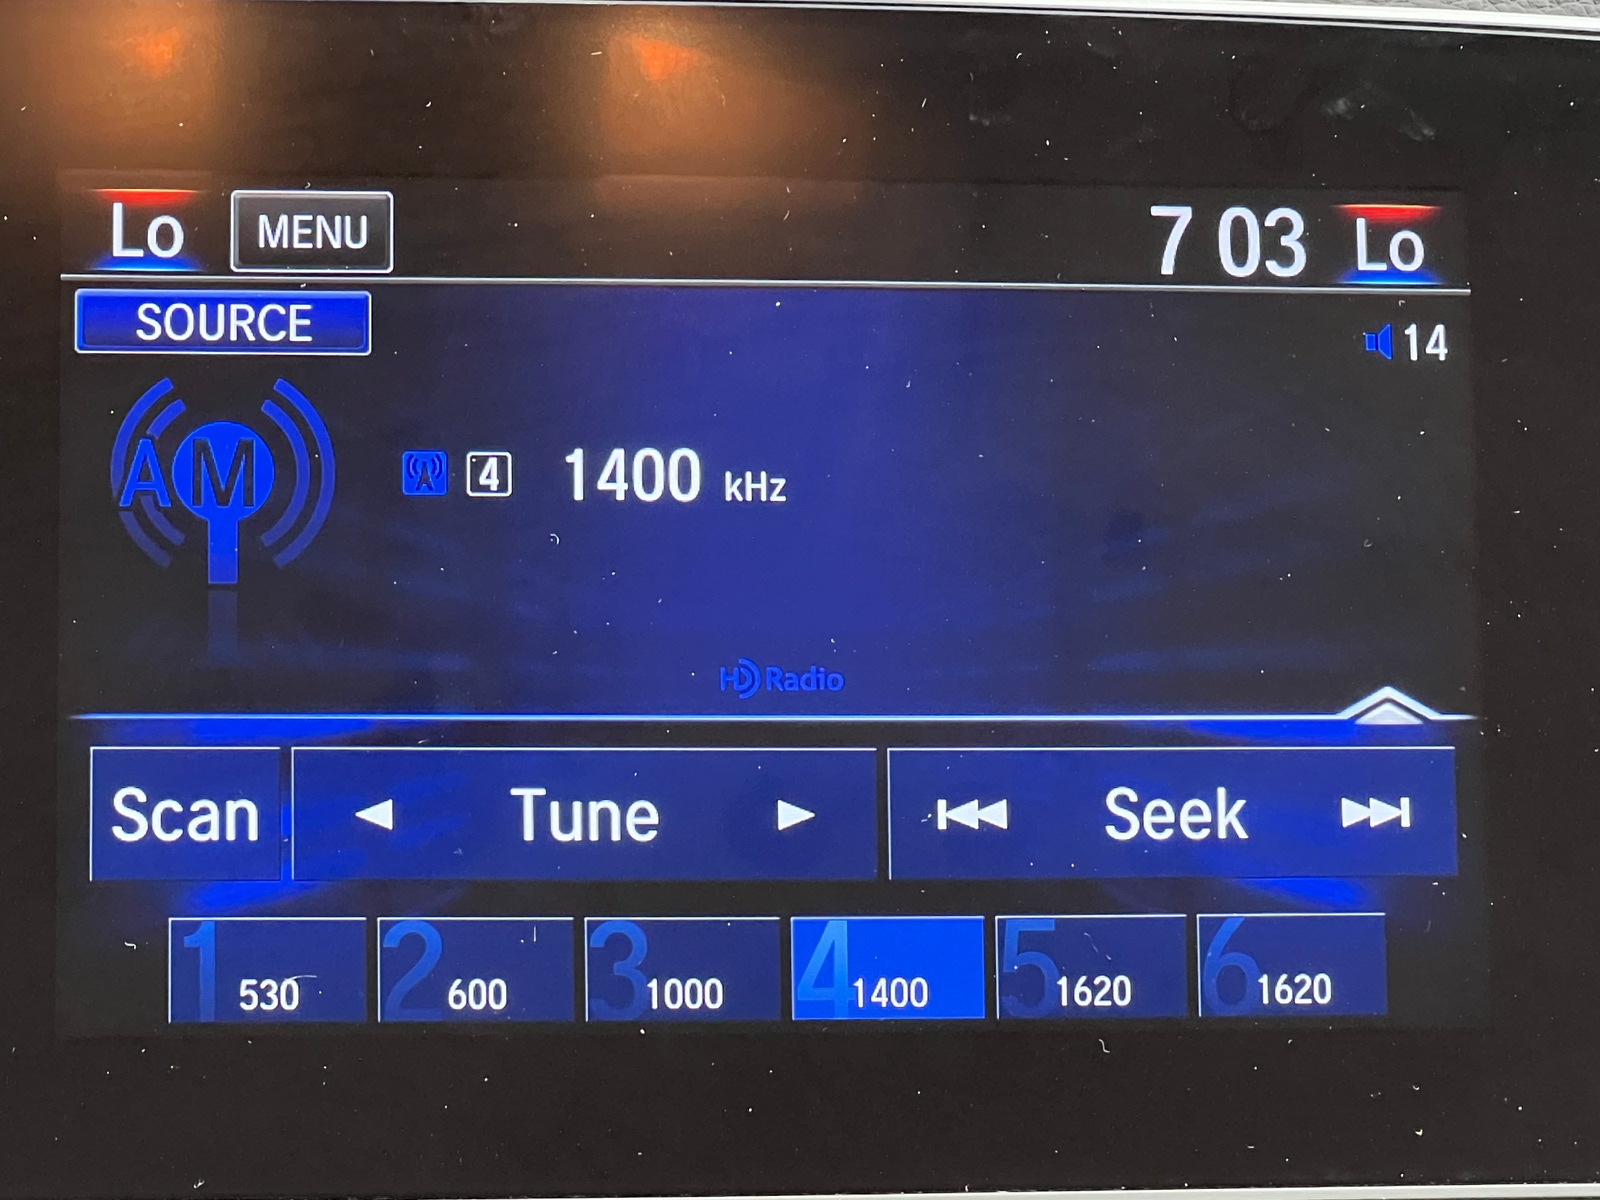 Lo MENU 7 03 Lo
SOURCE
14
AM 4 1400 kHz
HD Radio
Scan Tune Seek
1 530 2 600 3 1000 4 1400 5 1620 6 1620